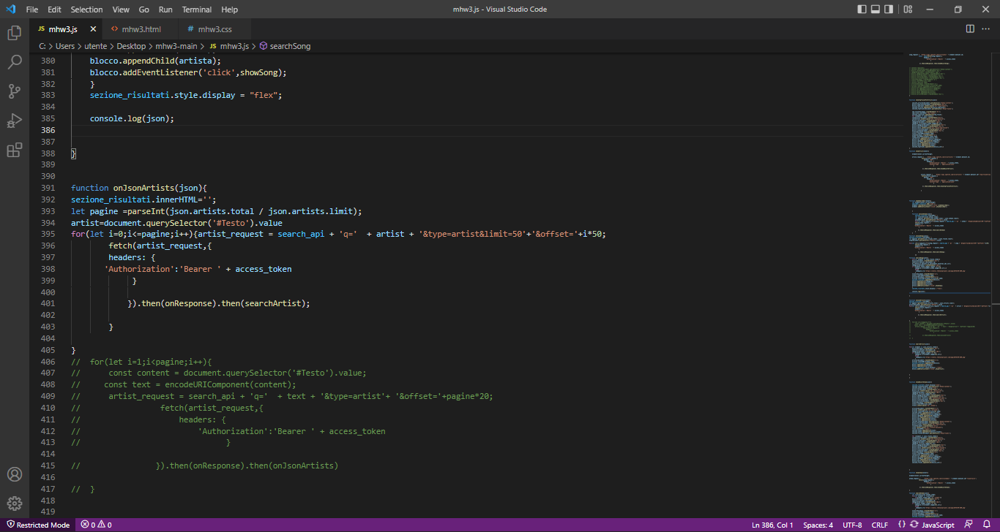 File Edit Selection View Go Run Terminal Help mhw3.js - Visual Studio Code
JS mhw3.js <> mhw3.html # mhw3.css
C: > Users > utente > Desktop > mhw3-main > JS mhw3.js > searchSong
380 blocco.appendChild(artista);
381 blocco.addEventListener('click',showSong);
382 }
383 sezione_risultati.style.display = "flex";
384
385 console.log(json);
386
387
388 }
389
390
391 function onJsonArtists(json){
392 sezione_risultati.innerHTML='';
393 let pagine =parseInt(json.artists.total / json.artists.limit);
394 artist=document.querySelector('#Testo').value
395 for(let i=0;i<=pagine;i++){artist_request = search_api + 'q='  + artist + '&type=artist&limit=50'+'&offset='+i*50;
396 fetch(artist_request,{
397 headers: {
398 'Authorization':'Bearer ' + access_token
399 }
400
401 }).then(onResponse).then(searchArtist);
402
403 }
404
405 }
406 //  for(let i=1;i<pagine;i++){
407 //      const content = document.querySelector('#Testo').value;
408 //     const text = encodeURIComponent(content);
409 //      artist_request = search_api + 'q='  + text + '&type=artist'+ '&offset='+pagine*20;
410 //                 fetch(artist_request,{
411 //                     headers: {
412 //                         'Authorization':'Bearer ' + access_token
413 //                               }
414
415 //                }).then(onResponse).then(onJsonArtists)
416
417 //  }
418
419
Restricted Mode 0 0 Ln 386, Col 1 Spaces: 4 UTF-8 CRLF {} JavaScript